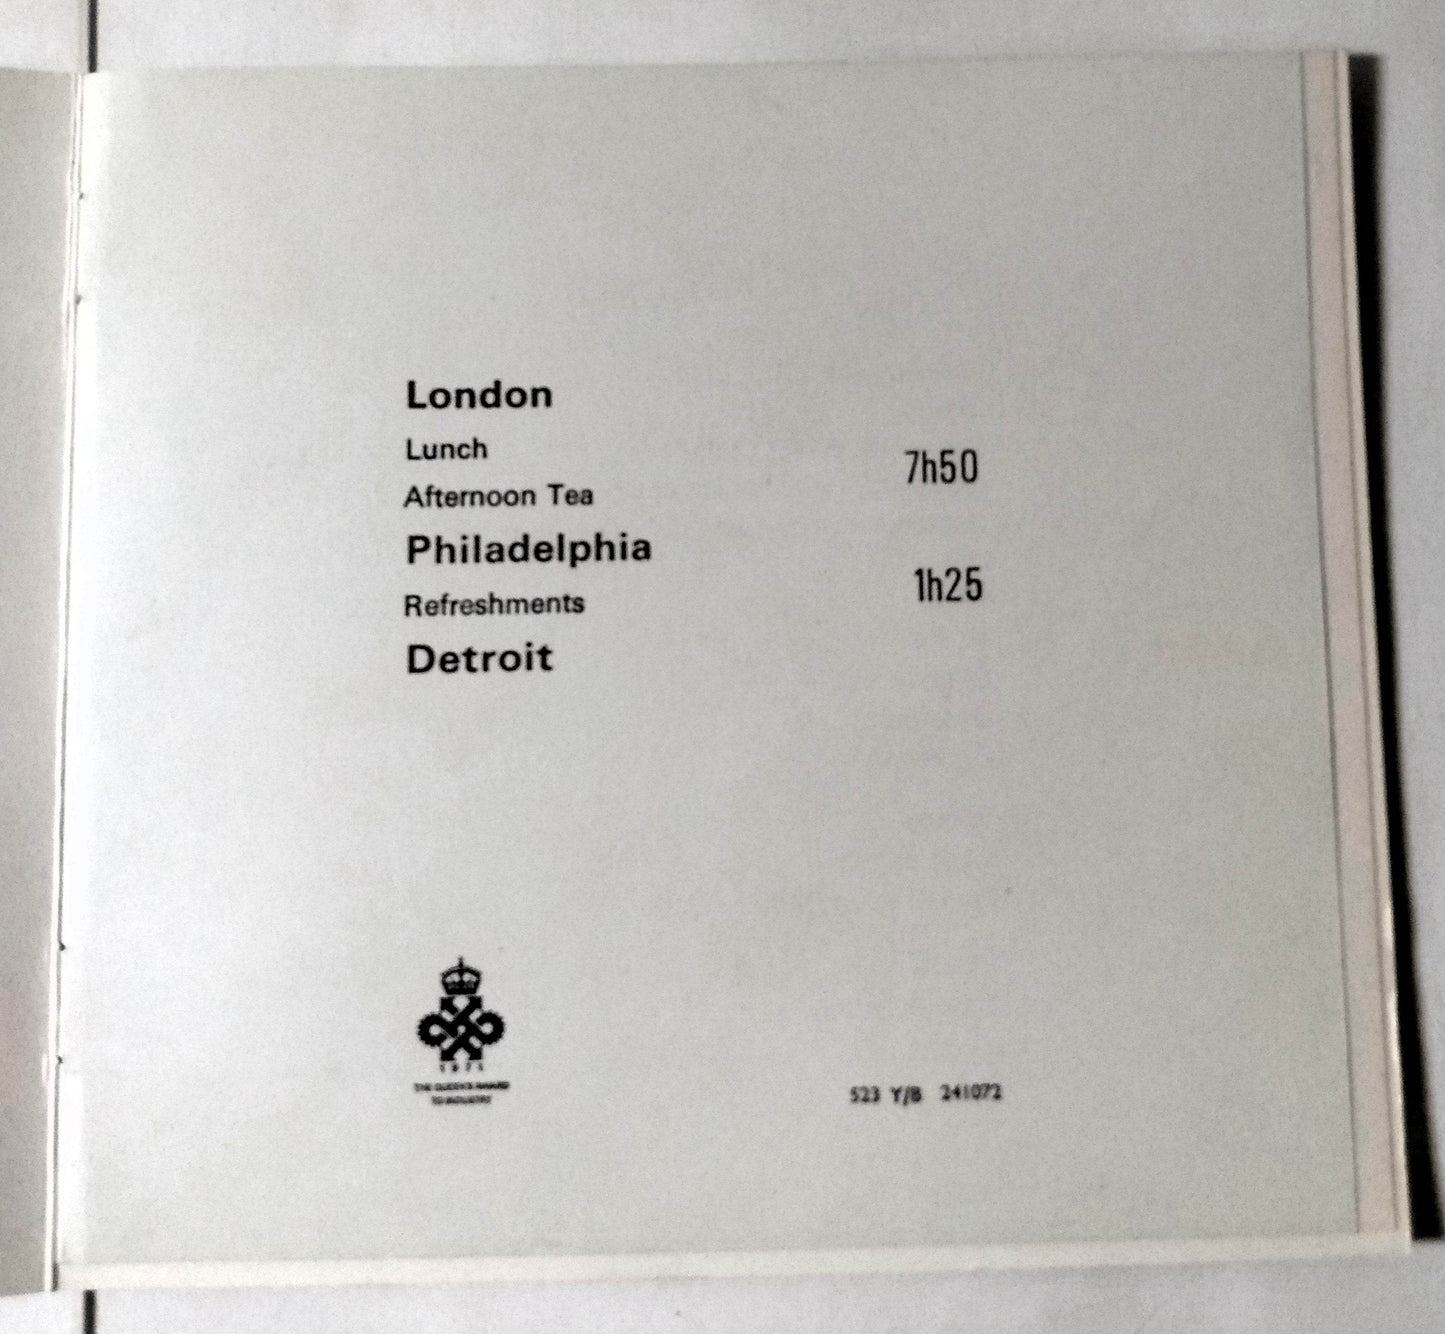 London
Lunch
7h50
Afternoon Tea
Philadelphia
1h25
Refreshments
Detroit
1971
THE QUEEN'S AWARD
TO INDUSTRY
523 Y/B 241072